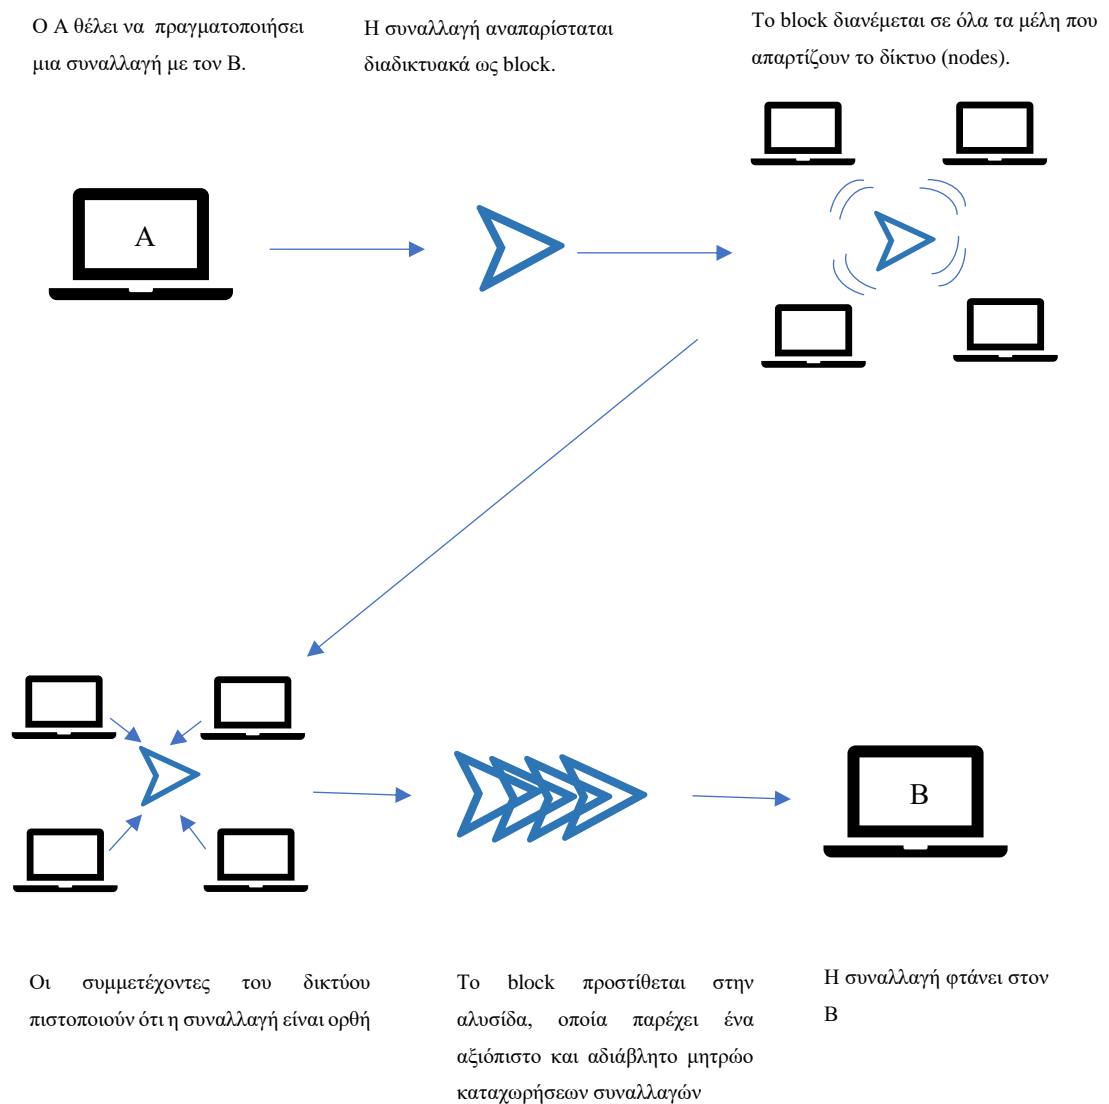 Ο Α θέλει να πραγματοποιήσει
μια συναλλαγή με τον Β.
Η συναλλαγή αναπαρίσταται
διαδικτυακά ως block.
Το block διανέμεται σε όλα τα μέλη που
απαρτίζουν το δίκτυο (nodes).
A
B
Οι συμμετέχοντες του δικτύου
πιστοποιούν ότι η συναλλαγή είναι ορθή
Το block προστίθεται στην
αλυσίδα, οποία παρέχει ένα
αξιόπιστο και αδιάβλητο μητρώο
καταχωρήσεων συναλλαγών
Η συναλλαγή φτάνει στον
Β